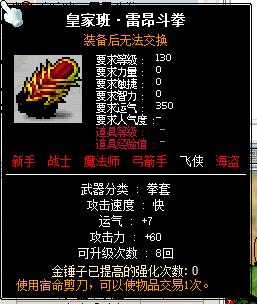 皇家班·雷昂斗拳
装备后无法交换
要求等级： 130
要求力量： 0
要求敏捷： 0
要求智力： 0
要求运气： 350
要求人气度： -
道具等级： -
道具经验值： -
新手 战士 魔法师 弓箭手 飞侠 海盗
武器分类 ： 拳套
攻击速度 ： 快
运气 ： +7
攻击力 ： +60
可升级次数 ： 8回
金锤子已提高的强化次数: 0
使用宿命剪刀，可以使物品交易1次。